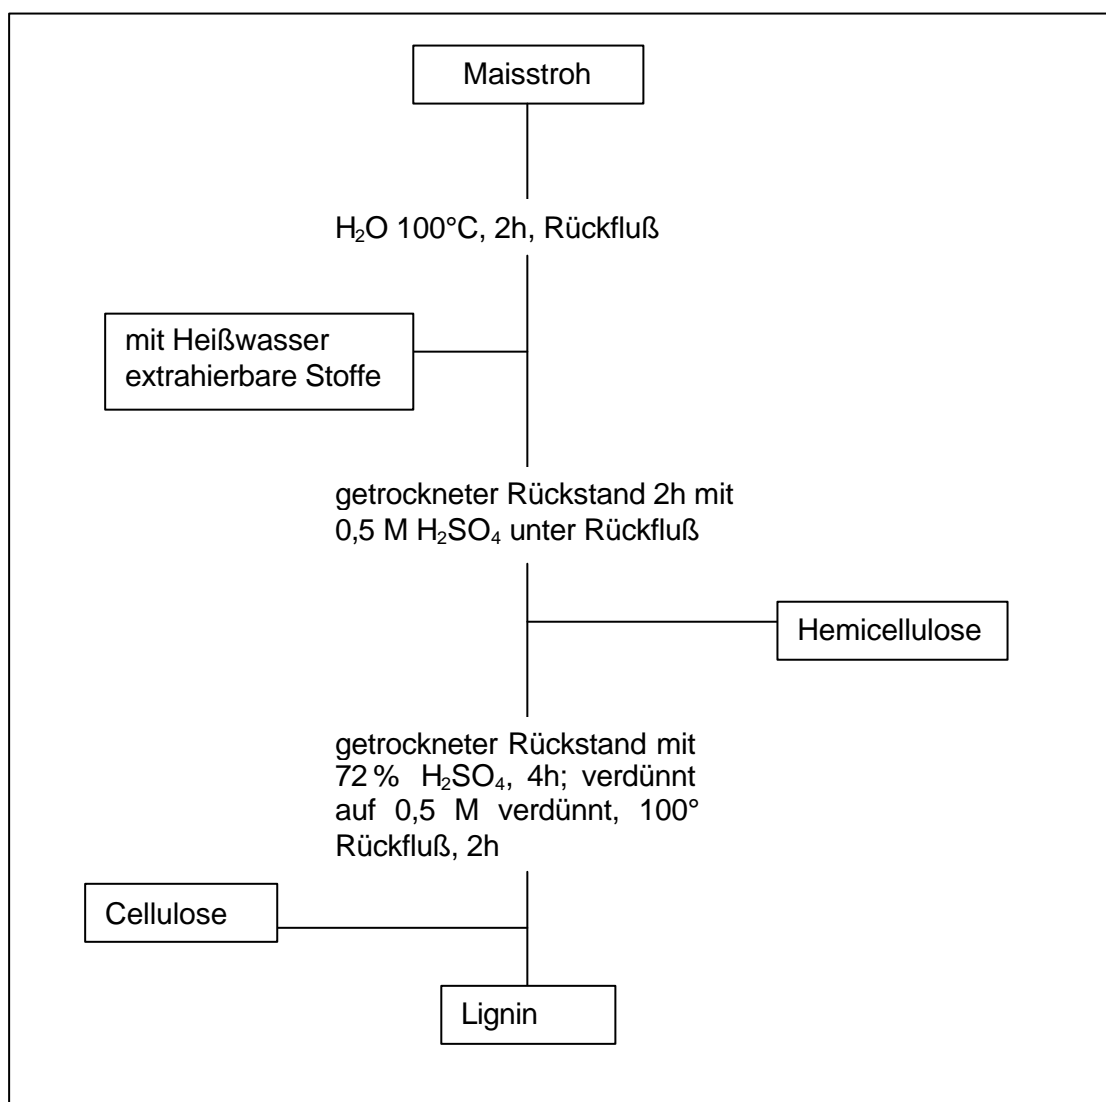 Maisstroh
H₂O 100°C, 2h, Rückfluß
mit Heißwasser
extrahierbare Stoffe
getrockneter Rückstand 2h mit
0,5 M H₂SO₄ unter Rückfluß
Hemicellulose
getrockneter Rückstand mit
72 % H₂SO₄, 4h; verdünnt
auf 0,5 M verdünnt, 100°
Rückfluß, 2h
Cellulose
Lignin